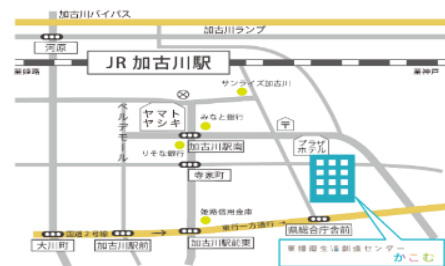 加古川バイパス
加古川ランプ
河原
JR 加古川駅
至姫路
至神戸
サンライズ加古川
ヤマト
ヤシキ
みなと銀行
〒
ベルデモール
りそな銀行
加古川駅南
プラザ
ホテル
寺家町
姫路信用金庫
東行一方通行→
県総合庁舎前
国道2号線
大川町
加古川駅前
加古川駅前東
東播磨生活創造センター
かこむ